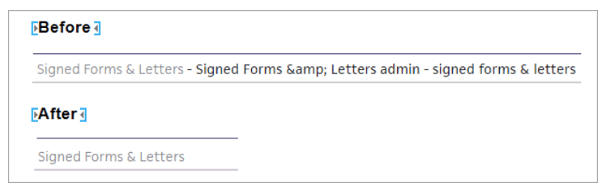 Before
Signed Forms & Letters - Signed Forms &amp; Letters admin - signed forms & letters
After
Signed Forms & Letters